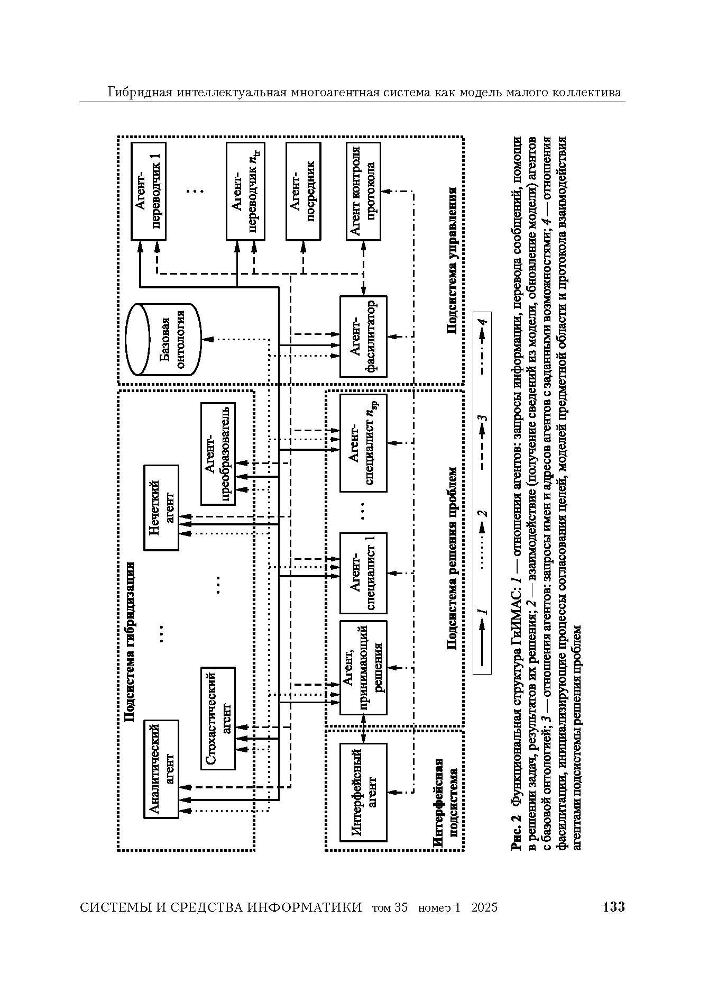 Гибридная интеллектуальная многоагентная система как модель малого коллектива
Подсистема гибридизации
Аналитический
агент
Стохастический
агент
Нечеткий
агент
Агент-
преобразователь
Базовая
онтология
Агент-
переводчик 1
Агент-
переводчик ntr
Агент-
посредник
Агент контроля
протокола
Агент-
фасилитатор
Подсистема управления
Интерфейсный
агент
Интерфейсная
подсистема
Агент,
принимающий
решения
Агент-
специалист 1
...
Агент-
специалист nsp
Подсистема решения проблем
1 2 3 4
Рис. 2 Функциональная структура ГиИМАС: 1 — отношения агентов: запросы информации, перевода сообщений, помощи
в решении задач, результатов их решения; 2 — взаимодействие (получение сведений из модели, обновление модели) агентов
с базовой онтологией; 3 — отношения агентов: запросы имен и адресов агентов с заданными возможностями; 4 — отношения
фасилитации, инициализирующие процессы согласования целей, моделей предметной области и протокола взаимодействия
агентами подсистемы решения проблем
СИСТЕМЫ И СРЕДСТВА ИНФОРМАТИКИ том 35 номер 1 2025 133